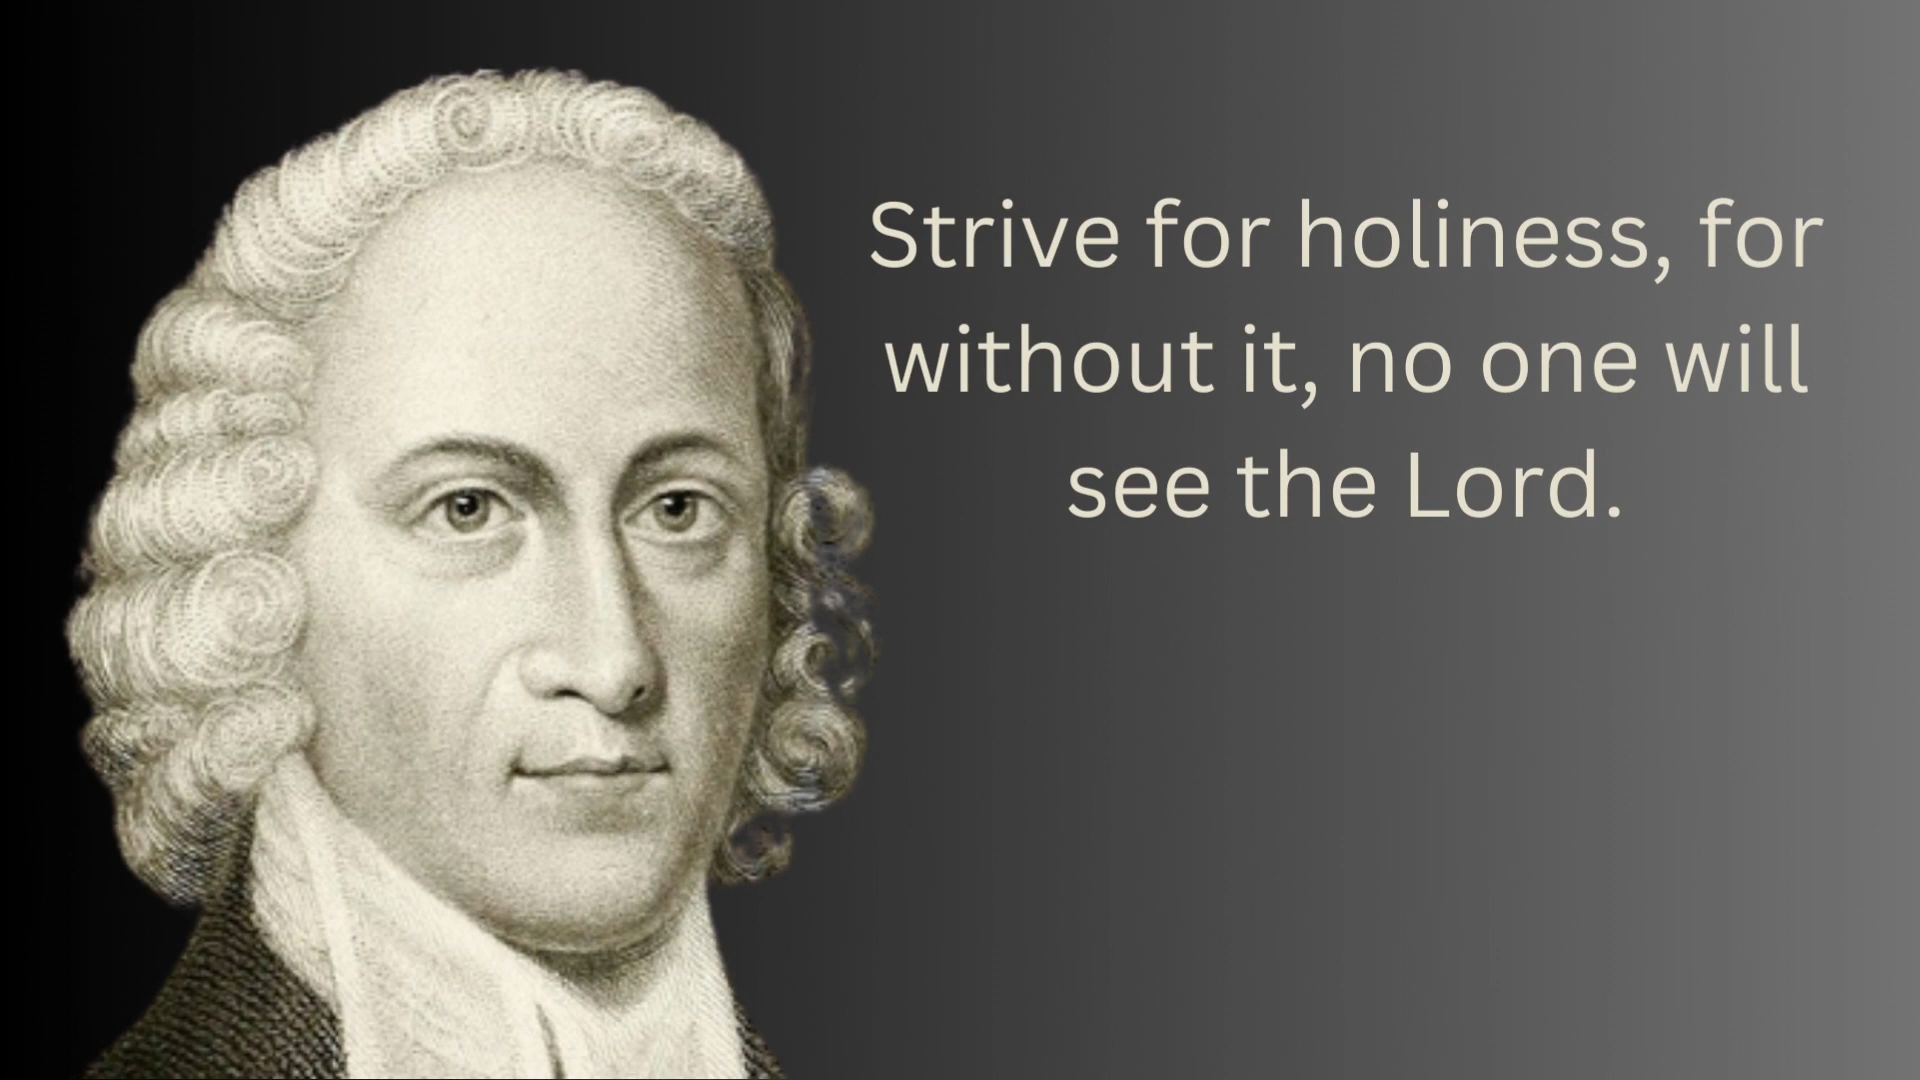 Strive for holiness, for
without it, no one will
see the Lord.